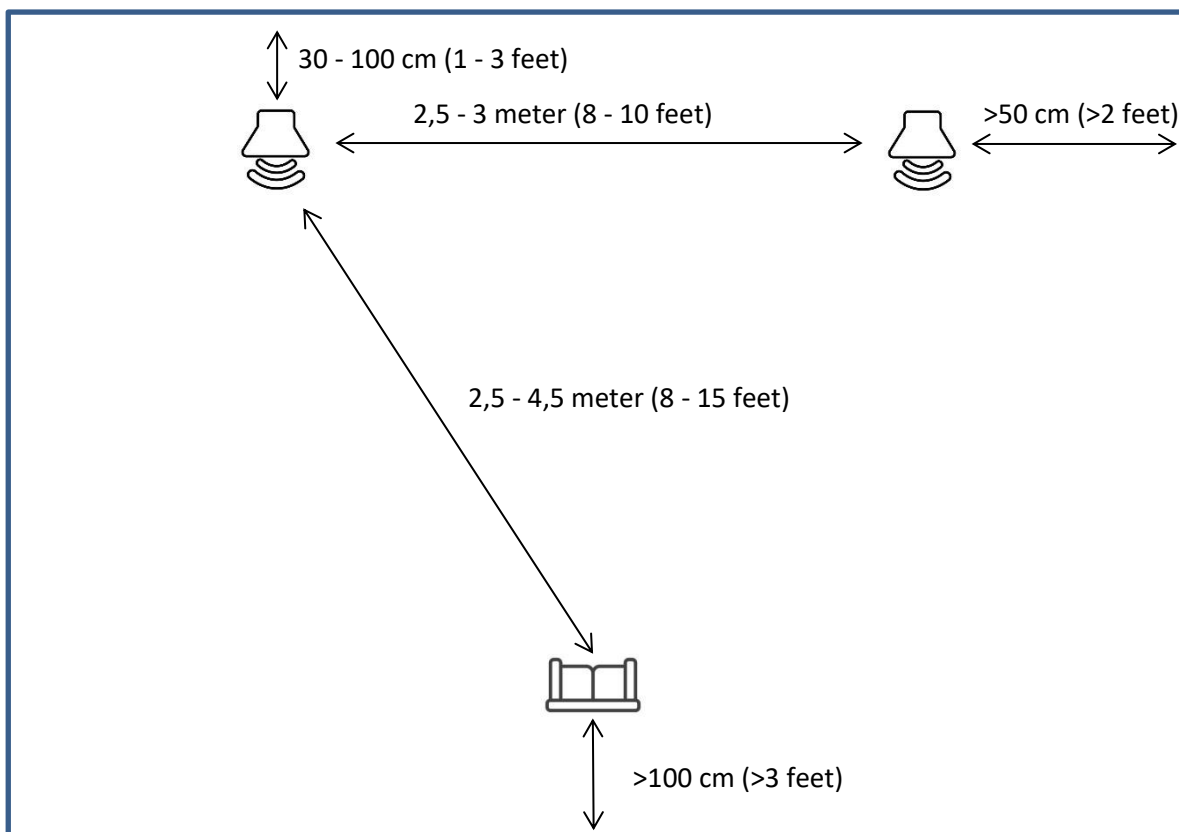 30 - 100 cm (1 - 3 feet)
2,5 - 3 meter (8 - 10 feet)
>50 cm (>2 feet)
2,5 - 4,5 meter (8 - 15 feet)
>100 cm (>3 feet)